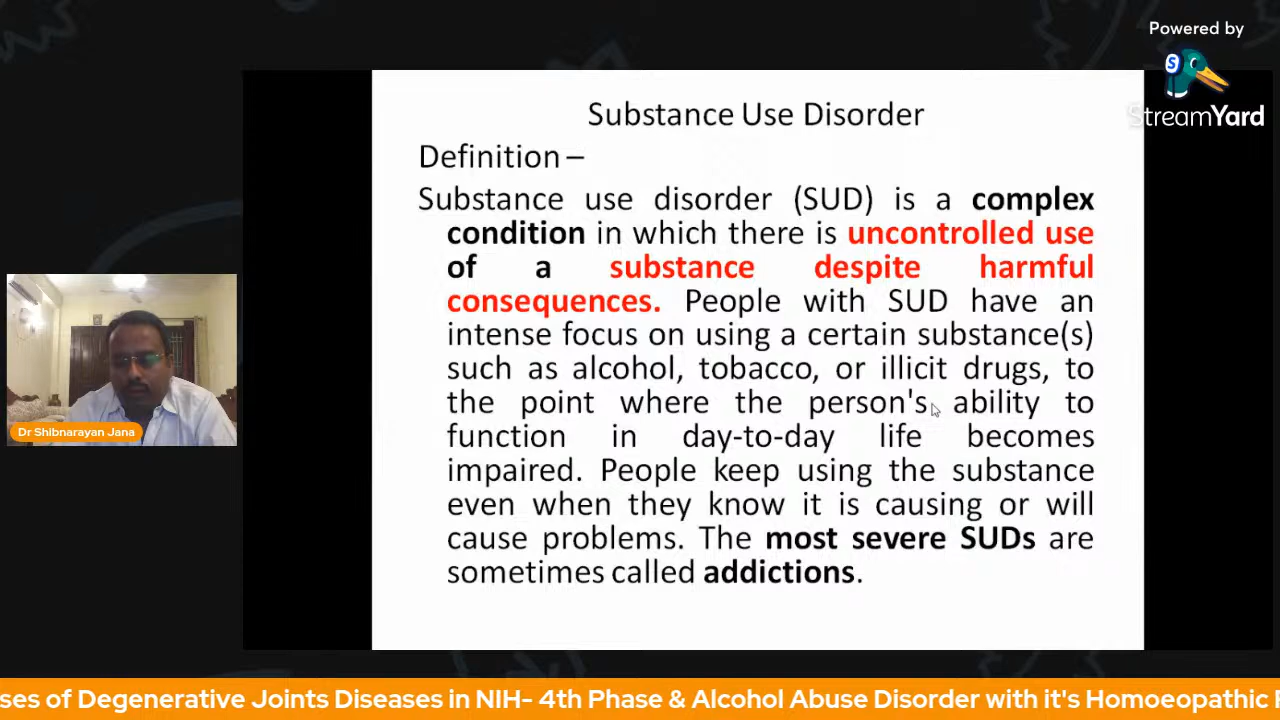 Powered by
StreamYard
Substance Use Disorder
Definition –
Substance use disorder (SUD) is a complex
condition in which there is uncontrolled use
of a substance despite harmful
consequences. People with SUD have an
intense focus on using a certain substance(s)
such as alcohol, tobacco, or illicit drugs, to
the point where the person's ability to
function in day-to-day life becomes
impaired. People keep using the substance
even when they know it is causing or will
cause problems. The most severe SUDs are
sometimes called addictions.
Dr Shibnarayan Jana
ses of Degenerative Joints Diseases in NIH- 4th Phase & Alcohol Abuse Disorder with it's Homoeopathic